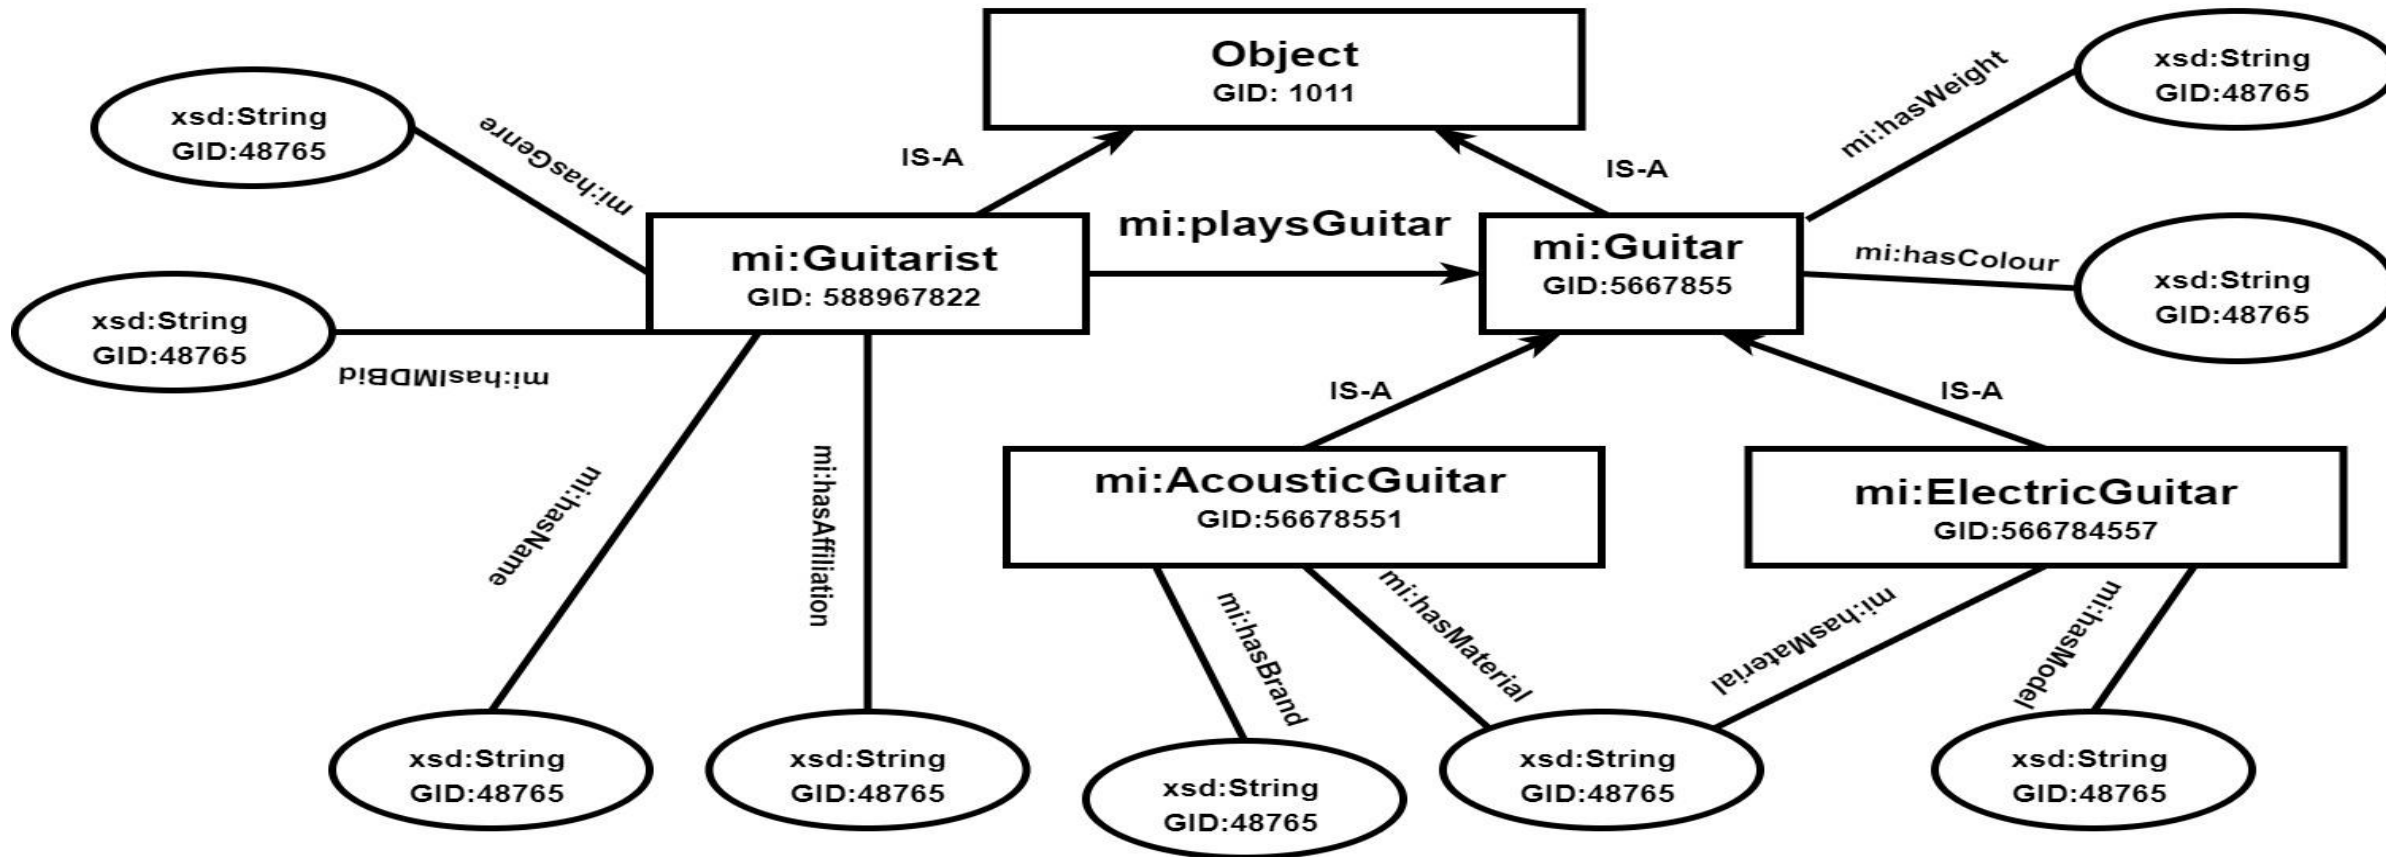 Object
GID: 1011
xsd:String
GID:48765
mi:hasWeight
xsd:String
GID:48765
mi:hasGenre
IS-A
IS-A
mi:Guitarist
GID: 588967822
mi:playsGuitar
mi:Guitar
GID:5667855
mi:hasColour
xsd:String
GID:48765
xsd:String
GID:48765
mi:hasIMDBid
IS-A
IS-A
mi:hasName
mi:hasAffiliation
mi:AcousticGuitar
GID:56678551
mi:ElectricGuitar
GID:566784557
mi:hasBrand
mi:hasMaterial
mi:hasMaterial
mi:hasModel
xsd:String
GID:48765
xsd:String
GID:48765
xsd:String
GID:48765
xsd:String
GID:48765
xsd:String
GID:48765